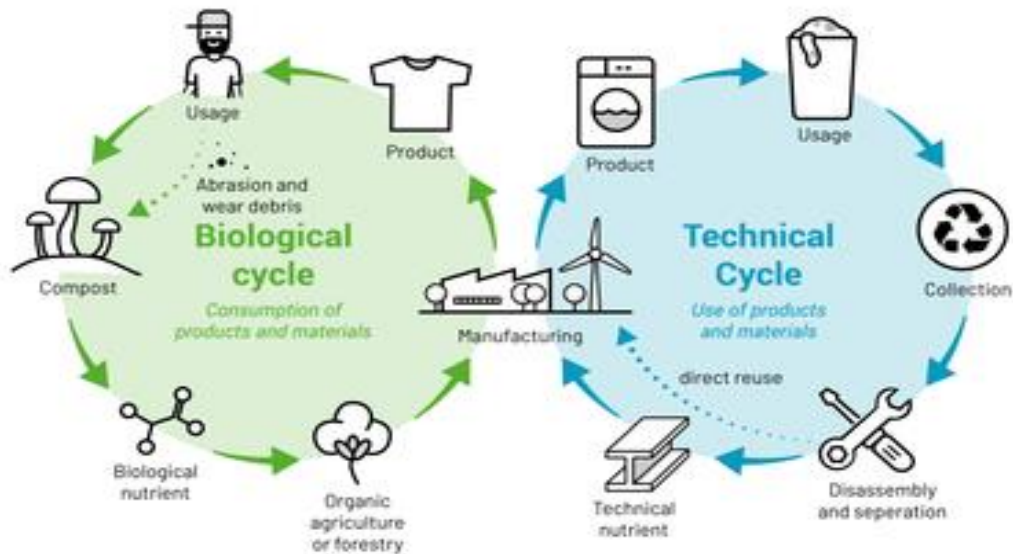 Usage
Product
Abrasion and
wear debris
Biological
cycle
Consumption of
products and materials
Compost
Biological
nutrient
Organic
agriculture
or forestry
Manufacturing
Product
Usage
Technical
Cycle
Use of products
and materials
Collection
direct reuse
Technical
nutrient
Disassembly
and seperation